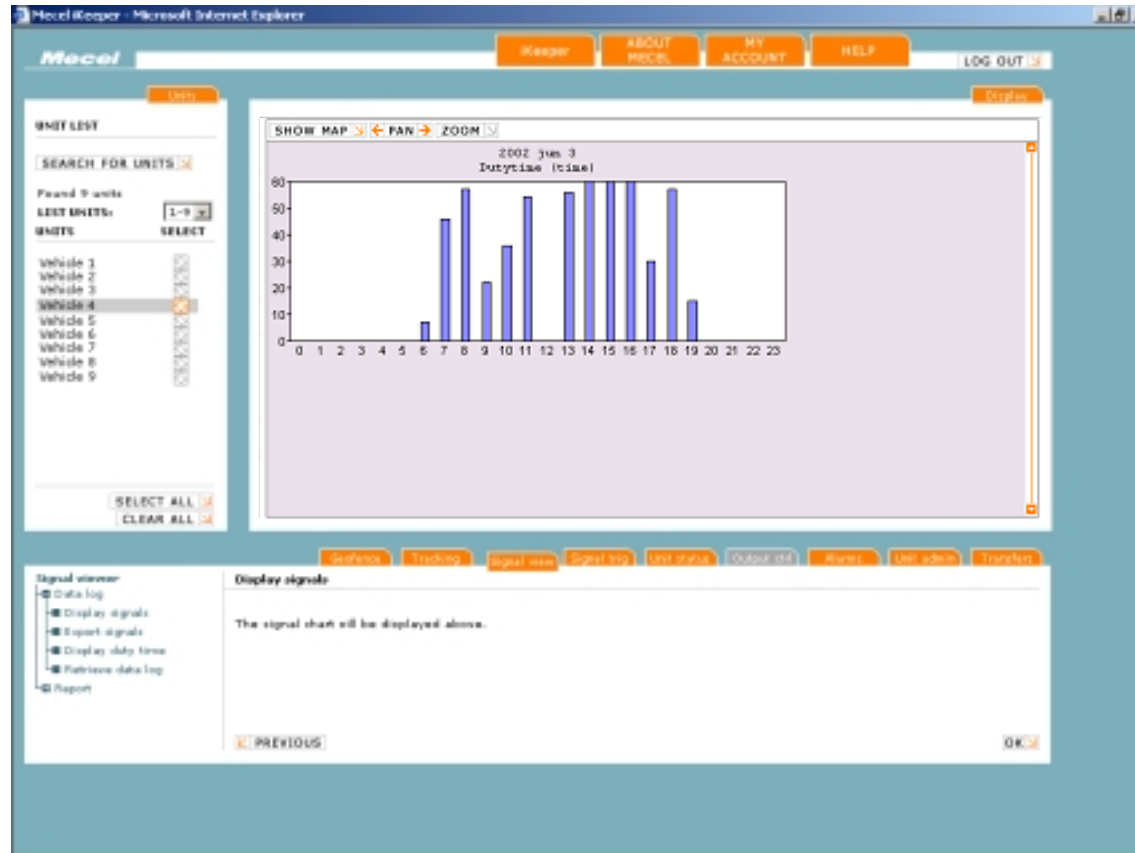 Mecel iKeeper - Microsoft Internet Explorer
Mecel
iKeeper
ABOUT MECEL
MY ACCOUNT
HELP
LOG OUT
Units
UNIT LIST
SEARCH FOR UNITS
Found 9 units
LIST UNITS: 1-9
UNITS SELECT
Vehicle 1
Vehicle 2
Vehicle 3
Vehicle 4
Vehicle 5
Vehicle 6
Vehicle 7
Vehicle 8
Vehicle 9
SELECT ALL
CLEAR ALL
Display
SHOW MAP PAN ZOOM
2002 jun 3
Dutytime (time)
60
50
40
30
20
10
0
0 1 2 3 4 5 6 7 8 9 10 11 12 13 14 15 16 17 18 19 20 21 22 23
Geofence Tracking Signal view Signal trig Unit status Output ctrl Alarms Unit admin Transfers
Signal viewer
Data log
Display signals
Export signals
Display duty time
Retrieve data log
Report
Display signals
The signal chart will be displayed above.
PREVIOUS
OK